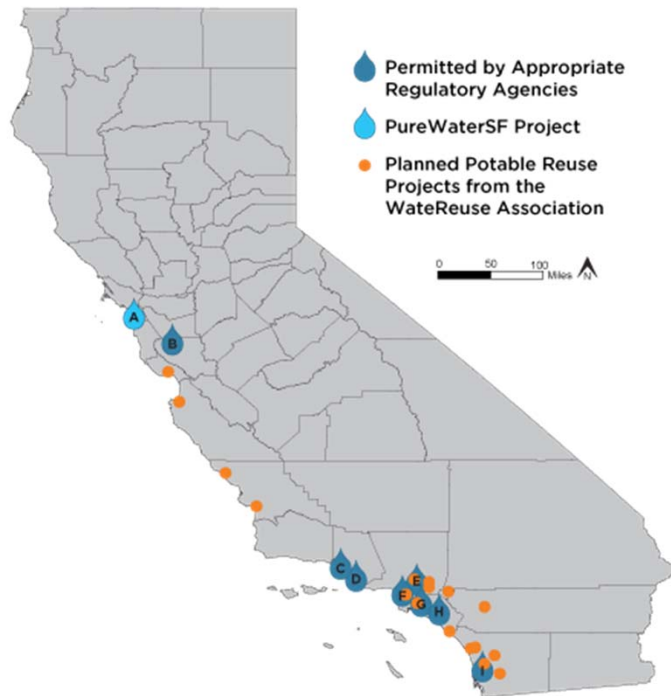 Permitted by Appropriate
Regulatory Agencies
PureWaterSF Project
Planned Potable Reuse
Projects from the
WateReuse Association
0 50 100
Miles
N
A
B
C
D
E
F
G
H
I